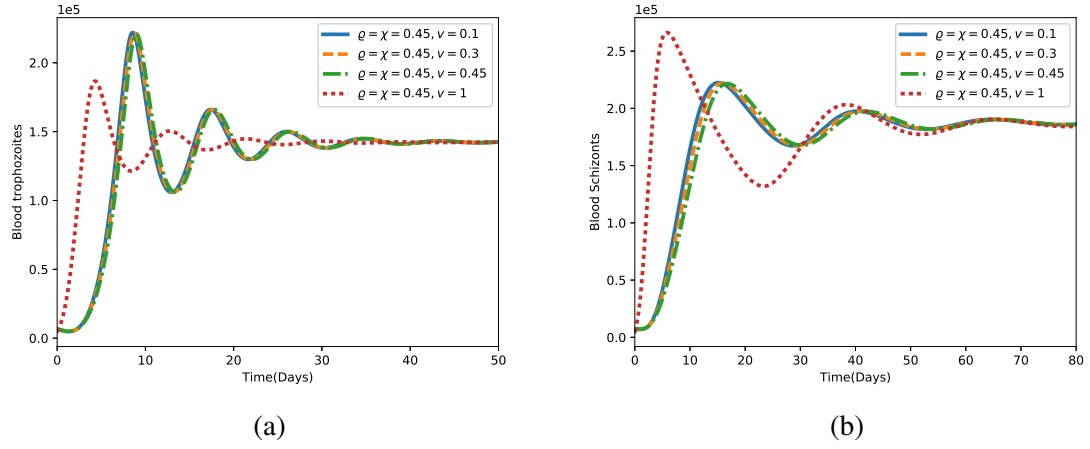 1e5
ϱ = χ = 0.45, v = 0.1
ϱ = χ = 0.45, v = 0.3
ϱ = χ = 0.45, v = 0.45
ϱ = χ = 0.45, v = 1
2.0
1.5
1.0
0.5
0.0
Blood trophozoites
0 10 20 30 40 50
Time(Days)
(a)
1e5
ϱ = χ = 0.45, v = 0.1
ϱ = χ = 0.45, v = 0.3
ϱ = χ = 0.45, v = 0.45
ϱ = χ = 0.45, v = 1
2.5
2.0
1.5
1.0
0.5
0.0
Blood Schizonts
0 10 20 30 40 50 60 70 80
Time(Days)
(b)